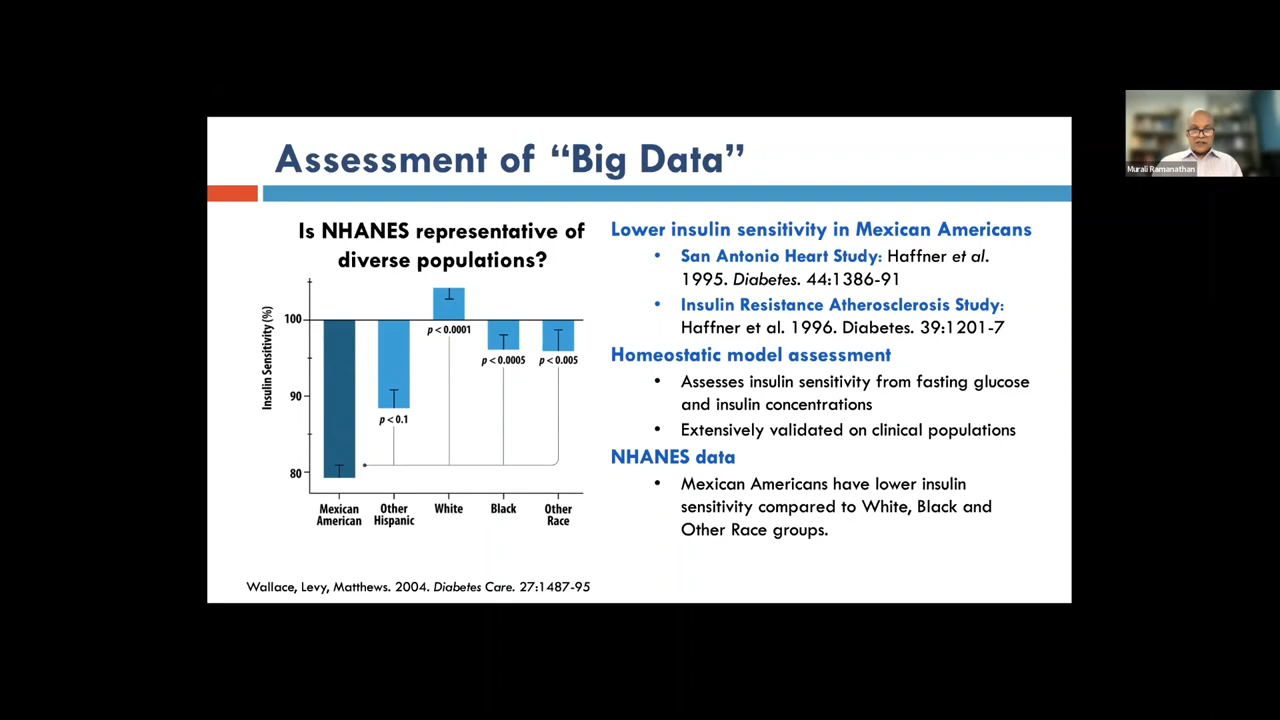 Assessment of “Big Data”
Is NHANES representative of
diverse populations?
Insulin Sensitivity (%)
100
90
80
p < 0.1
p < 0.0001
p < 0.0005
p < 0.005
Mexican
American
Other
Hispanic
White
Black
Other
Race
Wallace, Levy, Matthews. 2004. Diabetes Care. 27:1487-95
Lower insulin sensitivity in Mexican Americans
• San Antonio Heart Study: Haffner et al.
1995. Diabetes. 44:1386-91
• Insulin Resistance Atherosclerosis Study:
Haffner et al. 1996. Diabetes. 39:1201-7
Homeostatic model assessment
• Assesses insulin sensitivity from fasting glucose
and insulin concentrations
• Extensively validated on clinical populations
NHANES data
• Mexican Americans have lower insulin
sensitivity compared to White, Black and
Other Race groups.
Murali Ramanathan